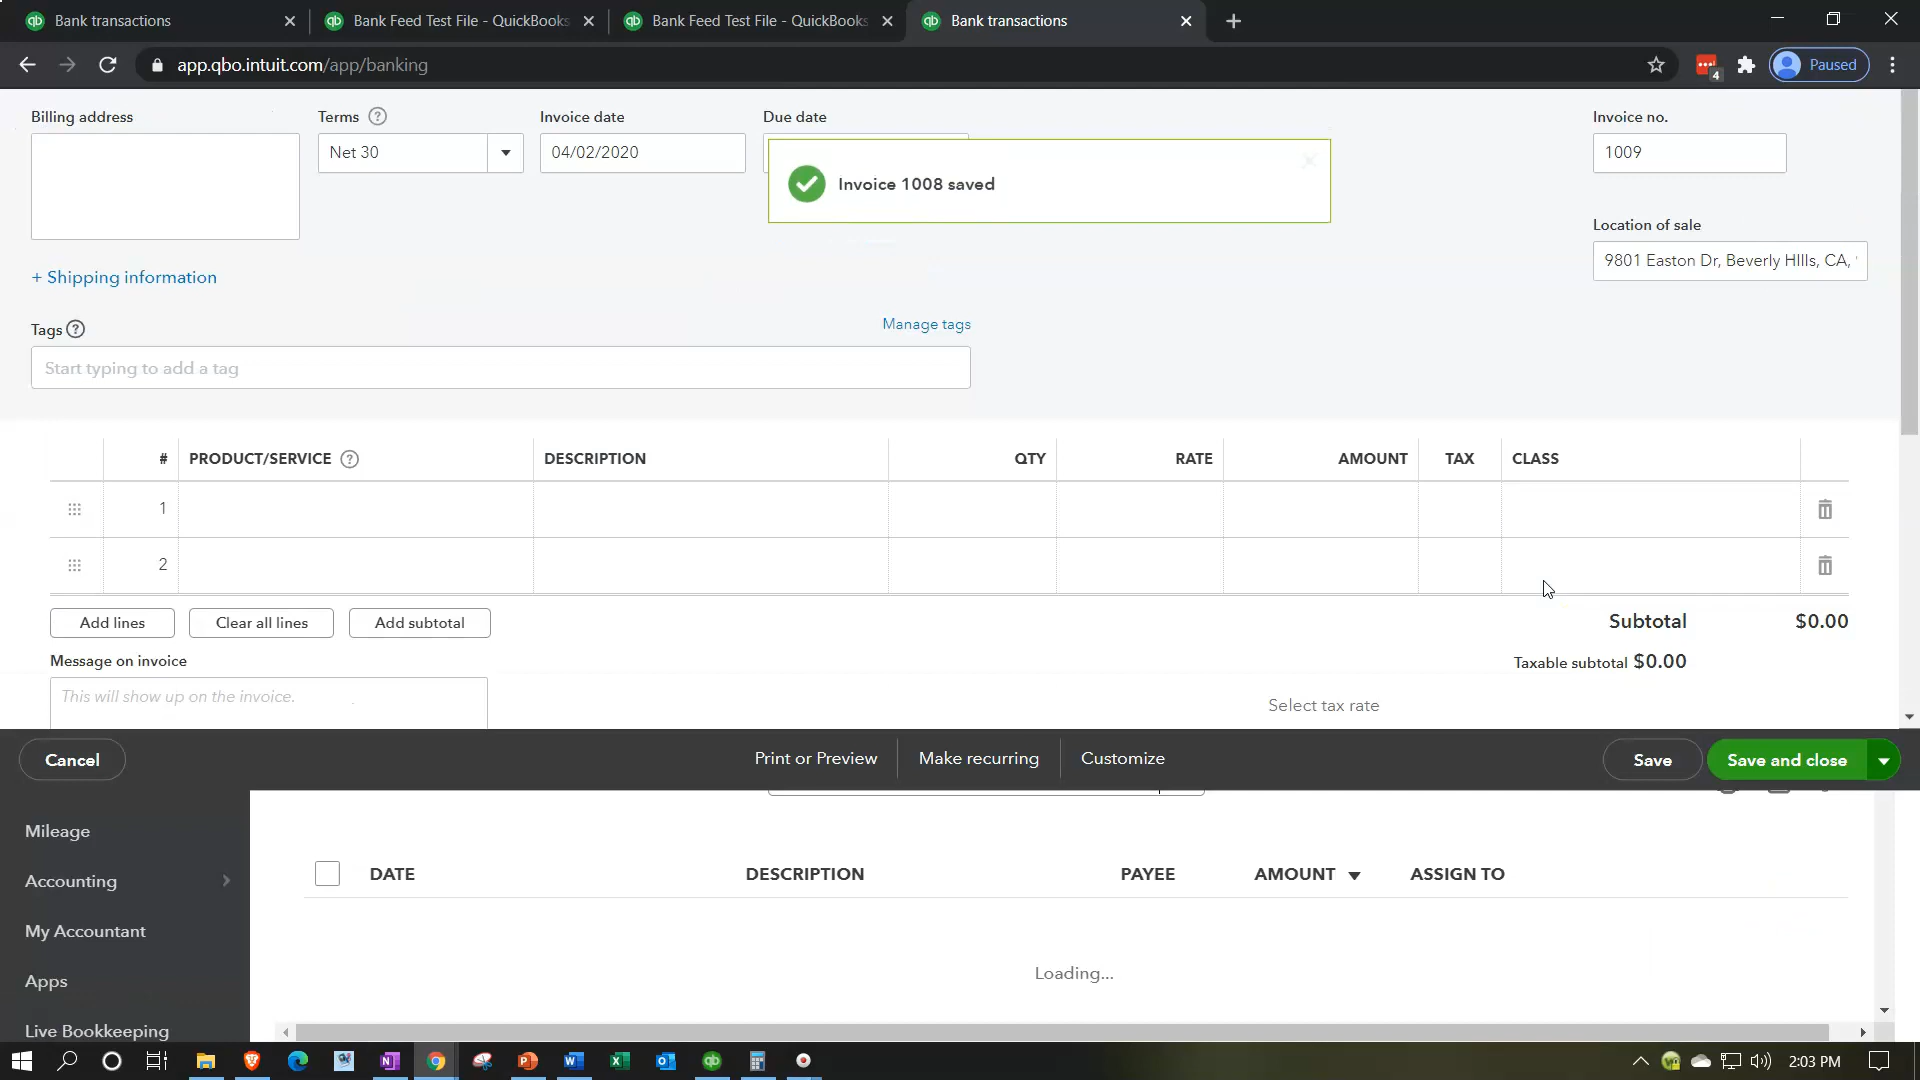 Bank transactions
Bank Feed Test File - QuickBooks
Bank Feed Test File - QuickBooks
Bank transactions
app.qbo.intuit.com/app/banking
4
Paused
Billing address
Terms
Invoice date
Due date
Invoice no.
Net 30
04/02/2020
1009
Invoice 1008 saved
Location of sale
9801 Easton Dr, Beverly HIlls, CA,
+ Shipping information
Tags
Manage tags
Start typing to add a tag
# PRODUCT/SERVICE DESCRIPTION QTY RATE AMOUNT TAX CLASS
1
2
Add lines Clear all lines Add subtotal
Subtotal $0.00
Message on invoice
Taxable subtotal $0.00
This will show up on the invoice.
Select tax rate
Cancel
Print or Preview
Make recurring
Customize
Save
Save and close
Mileage
Accounting
My Accountant
Apps
Live Bookkeeping
DATE DESCRIPTION PAYEE AMOUNT ASSIGN TO
Loading...
2:03 PM